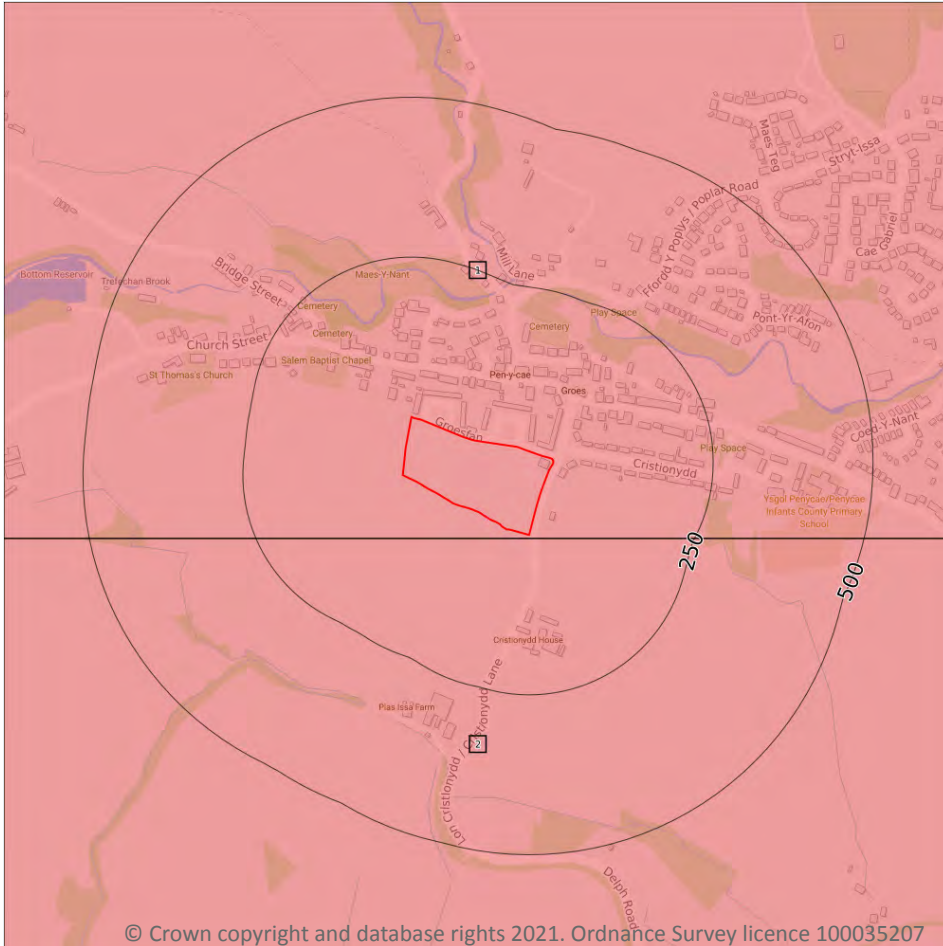 Maes Teg
Stryt-Issa
Ffordd Y Poplys / Poplar Road
Cae Gabriel
Mill Lane
1
Bottom Reservoir
Trefechan Brook
Bridge Street
Maes-Y-Nant
Cemetery
Play Space
Pont-Yr-Afon
Cemetery
Cemetery
Church Street
Salem Baptist Chapel
St Thomas's Church
Pen-y-cae
Groes
Groesfan
Coed-Y-Nant
Play Space
Cristionydd
Ysgol Penycae/Penycae
Infants County Primary
School
250
500
Cristionydd House
Plas Issa Farm
2
Lon Cristionydd / Cristionydd Lane
Delph Road
© Crown copyright and database rights 2021. Ordnance Survey licence 100035207